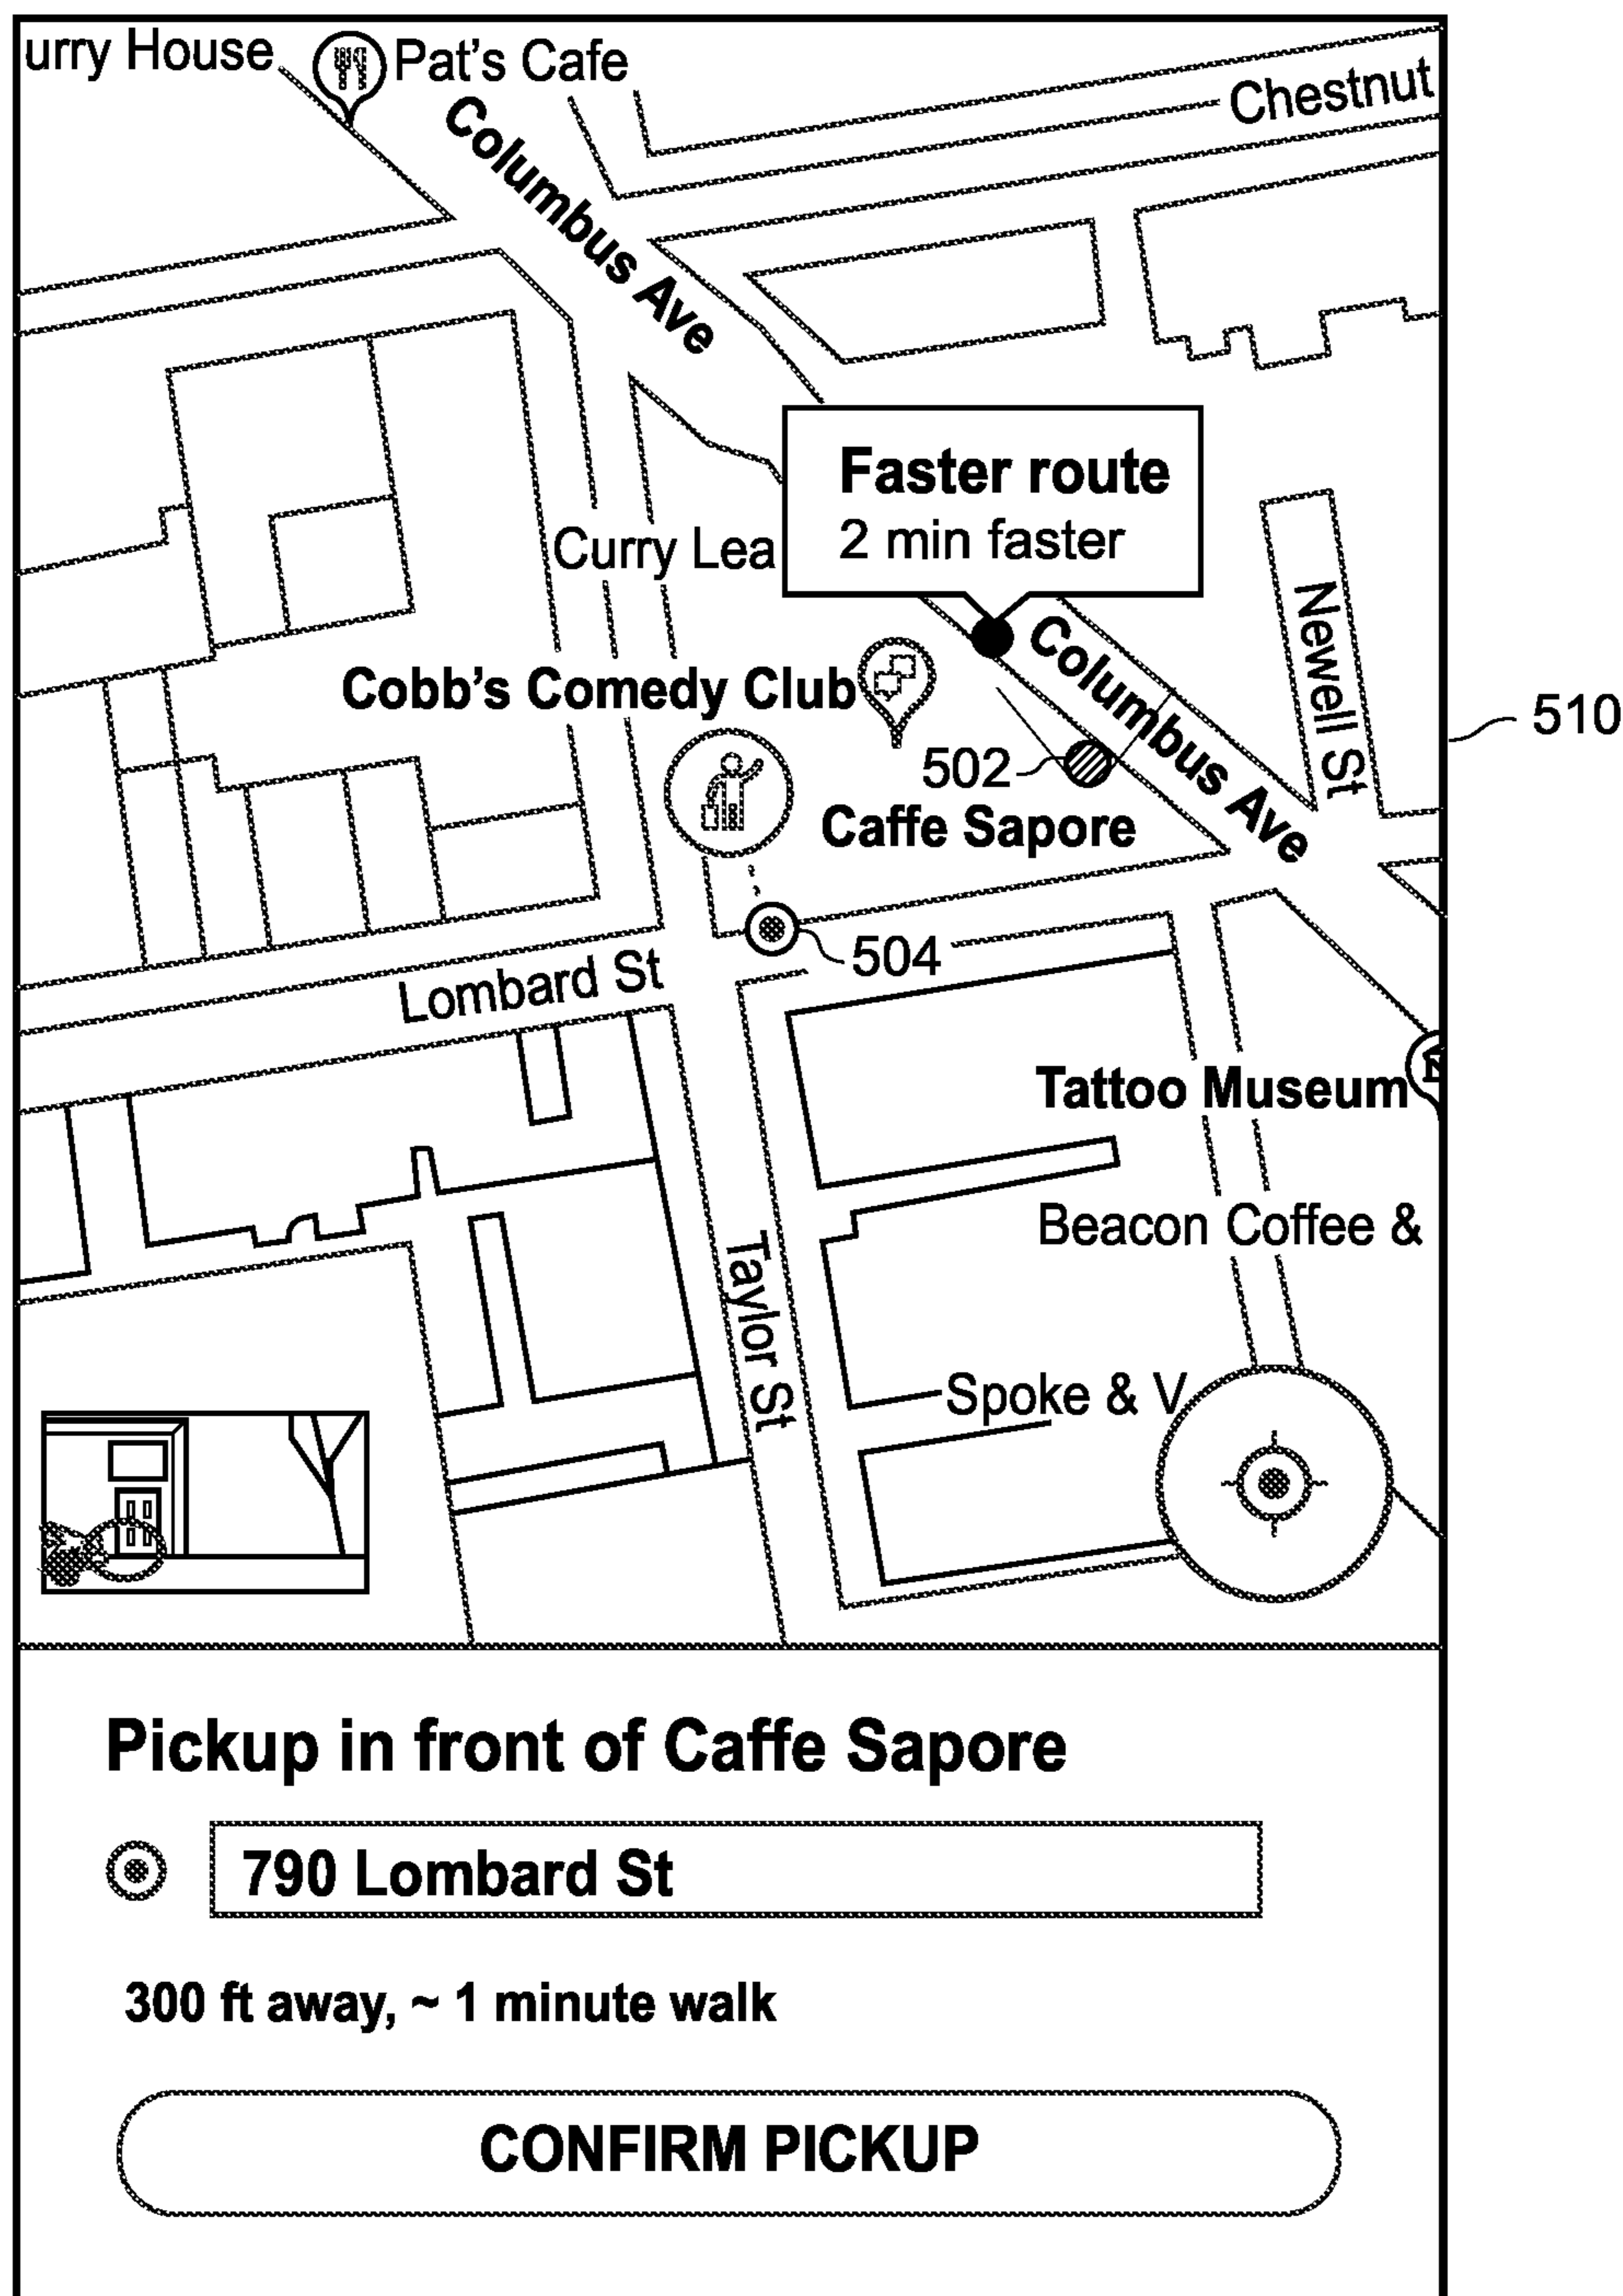 urry House
Pat's Cafe
Columbus Ave
Chestnut
Faster route
2 min faster
Curry Lea
Newell St
Columbus Ave
510
Cobb's Comedy Club
502
Caffe Sapore
504
Lombard St
Tattoo Museum
Beacon Coffee &
Taylor St
Spoke & V
Pickup in front of Caffe Sapore
790 Lombard St
300 ft away, ~ 1 minute walk
CONFIRM PICKUP